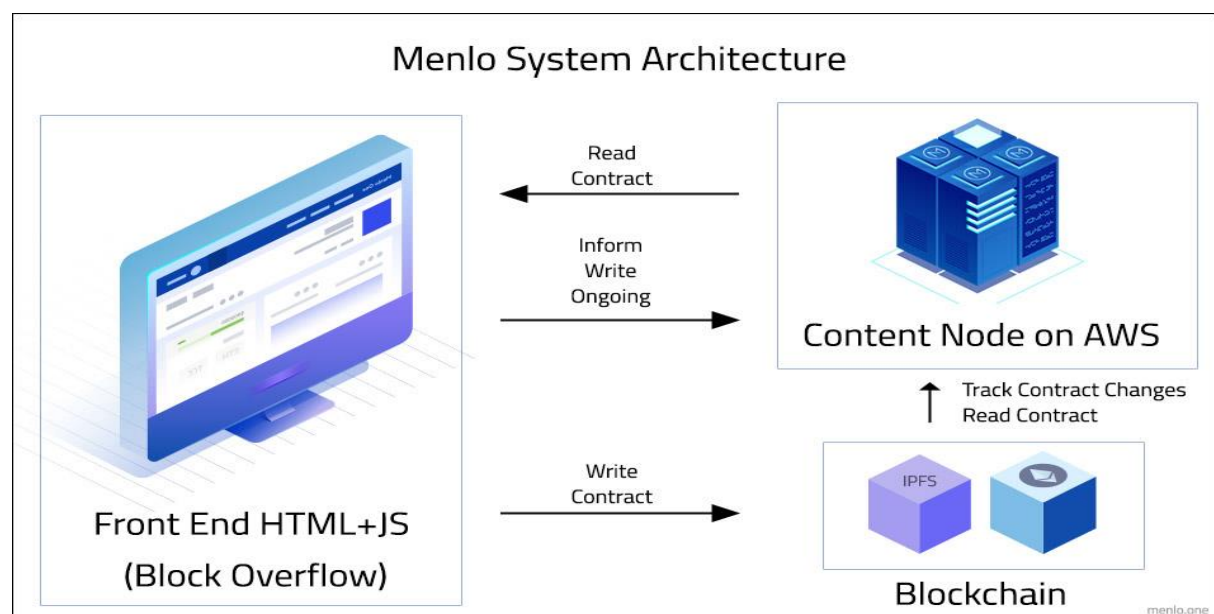 Menlo System Architecture
Read
Contract
Inform
Write
Ongoing
Content Node on AWS
Track Contract Changes
Read Contract
Write
Contract
IPFS
Front End HTML+JS
(Block Overflow)
Blockchain
menlo.one